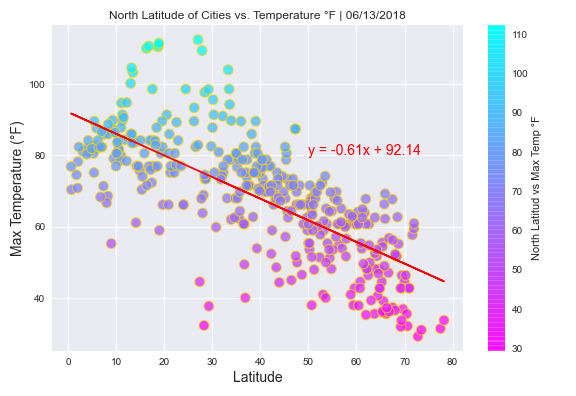 North Latitude of Cities vs. Temperature °F | 06/13/2018
Max Temperature (°F)
100
80
60
40
0 10 20 30 40 50 60 70 80
Latitude
y = -0.61x + 92.14
110
100
90
80
70
60
50
40
30
North Latitud vs Max Temp °F